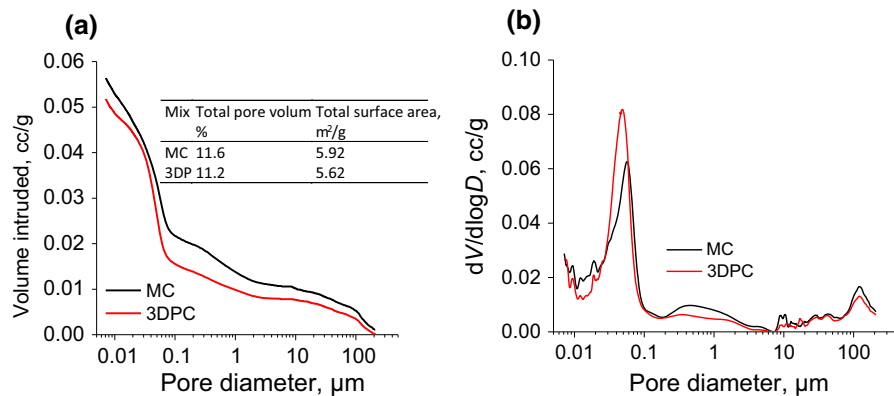 (a)
0.06
0.05
0.04
0.03
0.02
0.01
0.00
Volume intruded, cc/g
Mix Total pore volum Total surface area,
% m²/g
MC 11.6 5.92
3DP 11.2 5.62
MC
3DPC
0.01 0.1 1 10 100
Pore diameter, µm
(b)
0.10
0.08
0.06
0.04
0.02
0.00
dV/dlogD, cc/g
MC
3DPC
0.01 0.1 1 10 100
Pore diameter, µm